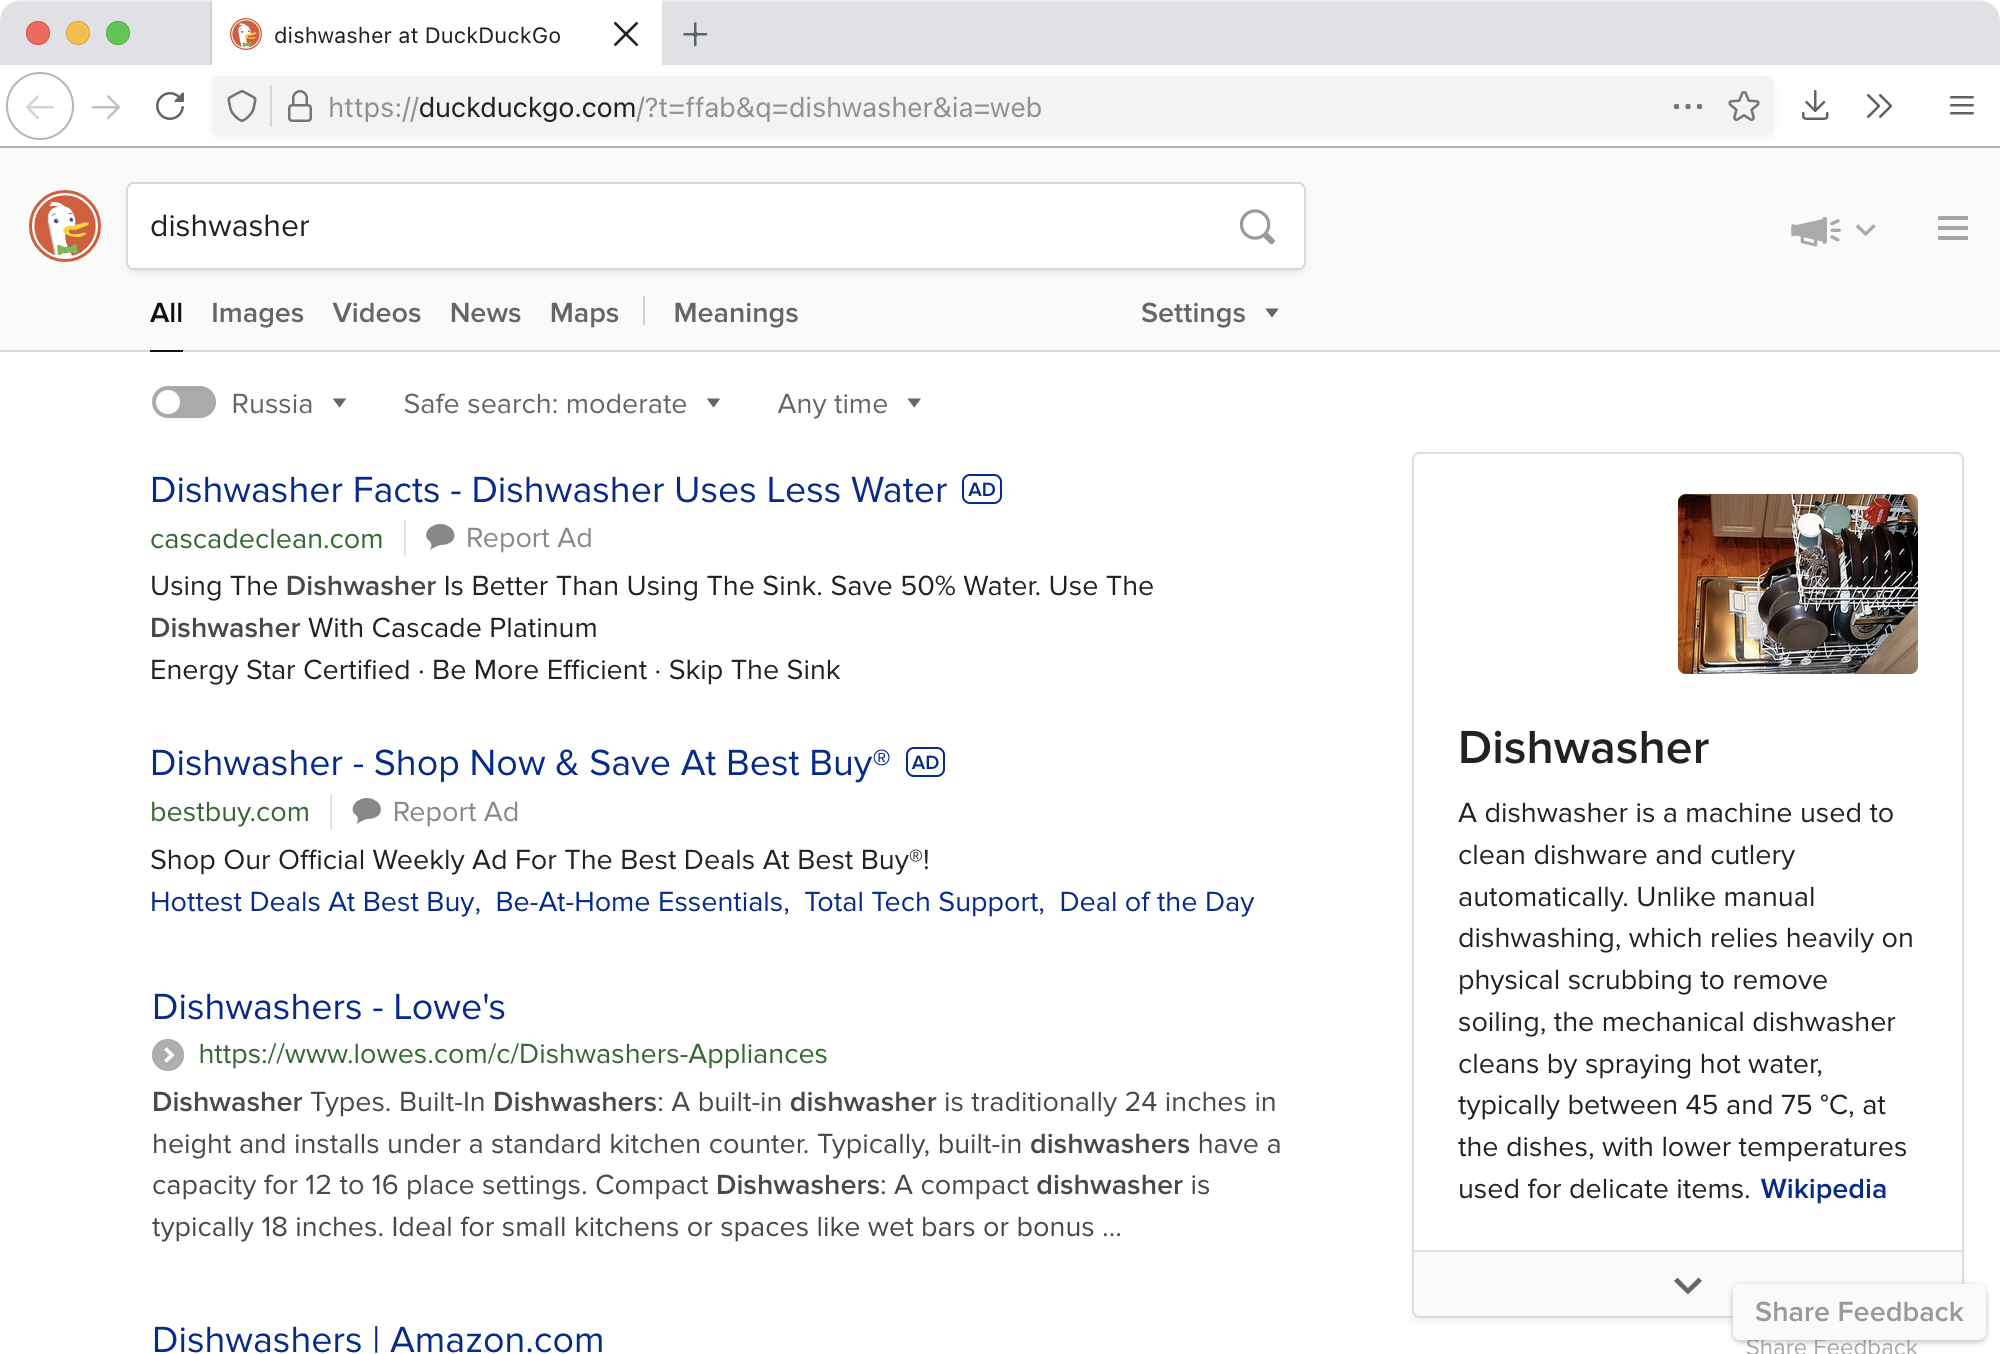 dishwasher at DuckDuckGo
https://duckduckgo.com/?t=ffab&q=dishwasher&ia=web
dishwasher
All Images Videos News Maps Meanings Settings
Russia Safe search: moderate Any time
Dishwasher Facts - Dishwasher Uses Less Water AD
cascadeclean.com Report Ad
Using The Dishwasher Is Better Than Using The Sink. Save 50% Water. Use The
Dishwasher With Cascade Platinum
Energy Star Certified · Be More Efficient · Skip The Sink
Dishwasher - Shop Now & Save At Best Buy® AD
bestbuy.com Report Ad
Shop Our Official Weekly Ad For The Best Deals At Best Buy®!
Hottest Deals At Best Buy, Be-At-Home Essentials, Total Tech Support, Deal of the Day
Dishwashers - Lowe's
https://www.lowes.com/c/Dishwashers-Appliances
Dishwasher Types. Built-In Dishwashers: A built-in dishwasher is traditionally 24 inches in
height and installs under a standard kitchen counter. Typically, built-in dishwashers have a
capacity for 12 to 16 place settings. Compact Dishwashers: A compact dishwasher is
typically 18 inches. Ideal for small kitchens or spaces like wet bars or bonus ...
Dishwashers | Amazon.com
Dishwasher
A dishwasher is a machine used to
clean dishware and cutlery
automatically. Unlike manual
dishwashing, which relies heavily on
physical scrubbing to remove
soiling, the mechanical dishwasher
cleans by spraying hot water,
typically between 45 and 75 °C, at
the dishes, with lower temperatures
used for delicate items. Wikipedia
Share Feedback
Share Feedback